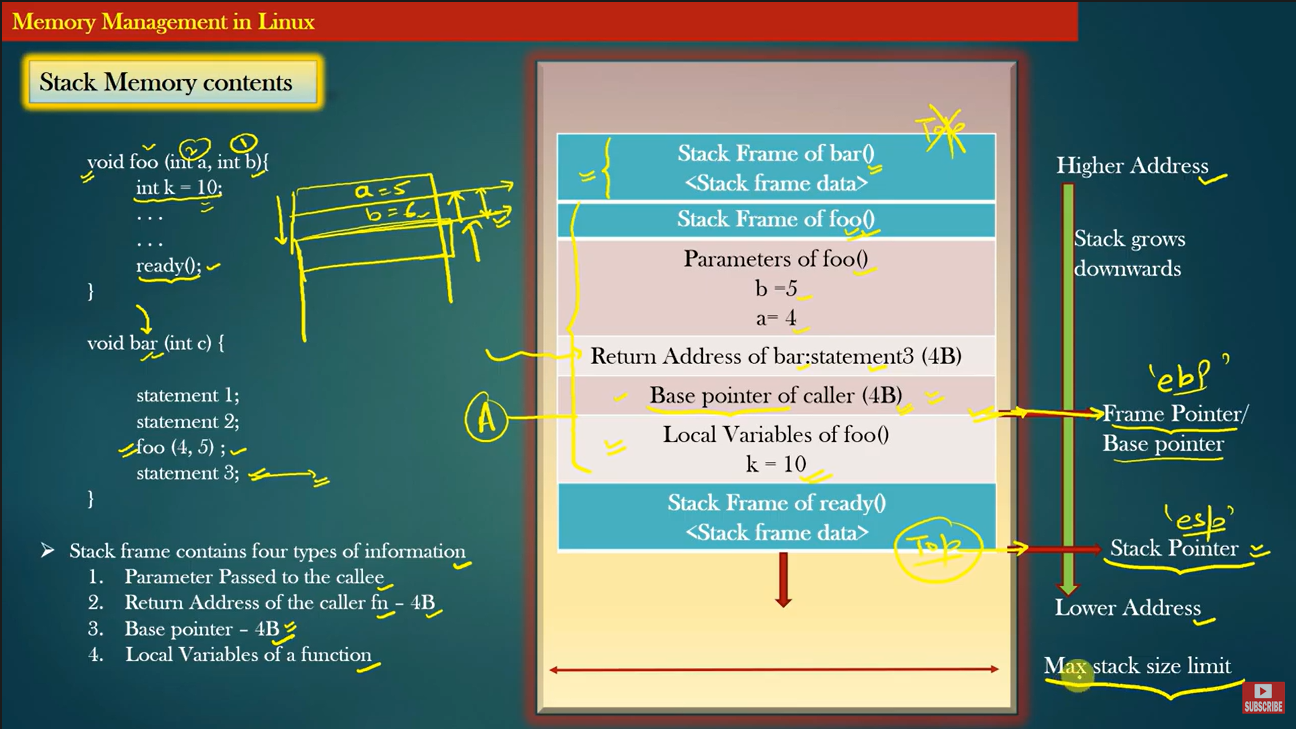 Memory Management in Linux
Stack Memory contents
void foo (int a, int b){
2
1
int k = 10;
...
...
ready();
}
void bar (int c) {
statement 1;
statement 2;
foo (4, 5) ;
statement 3;
}
a=5
b=6
➢ Stack frame contains four types of information
1. Parameter Passed to the callee
2. Return Address of the caller fn – 4B
3. Base pointer – 4B
4. Local Variables of a function
Top
Stack Frame of bar()
<Stack frame data>
Stack Frame of foo()
Parameters of foo()
b =5
a= 4
Return Address of bar:statement3 (4B)
A
Base pointer of caller (4B)
Local Variables of foo()
k = 10
Stack Frame of ready()
<Stack frame data>
Top
Higher Address
Stack grows
downwards
'ebp'
Frame Pointer/
Base pointer
'esp'
Stack Pointer
Lower Address
Max stack size limit
SUBSCRIBE